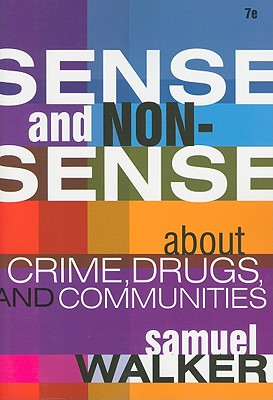 7e
SENSE
and NON-
SENSE
about
CRIME, DRUGS,
AND COMMUNITIES
samuel
WALKER